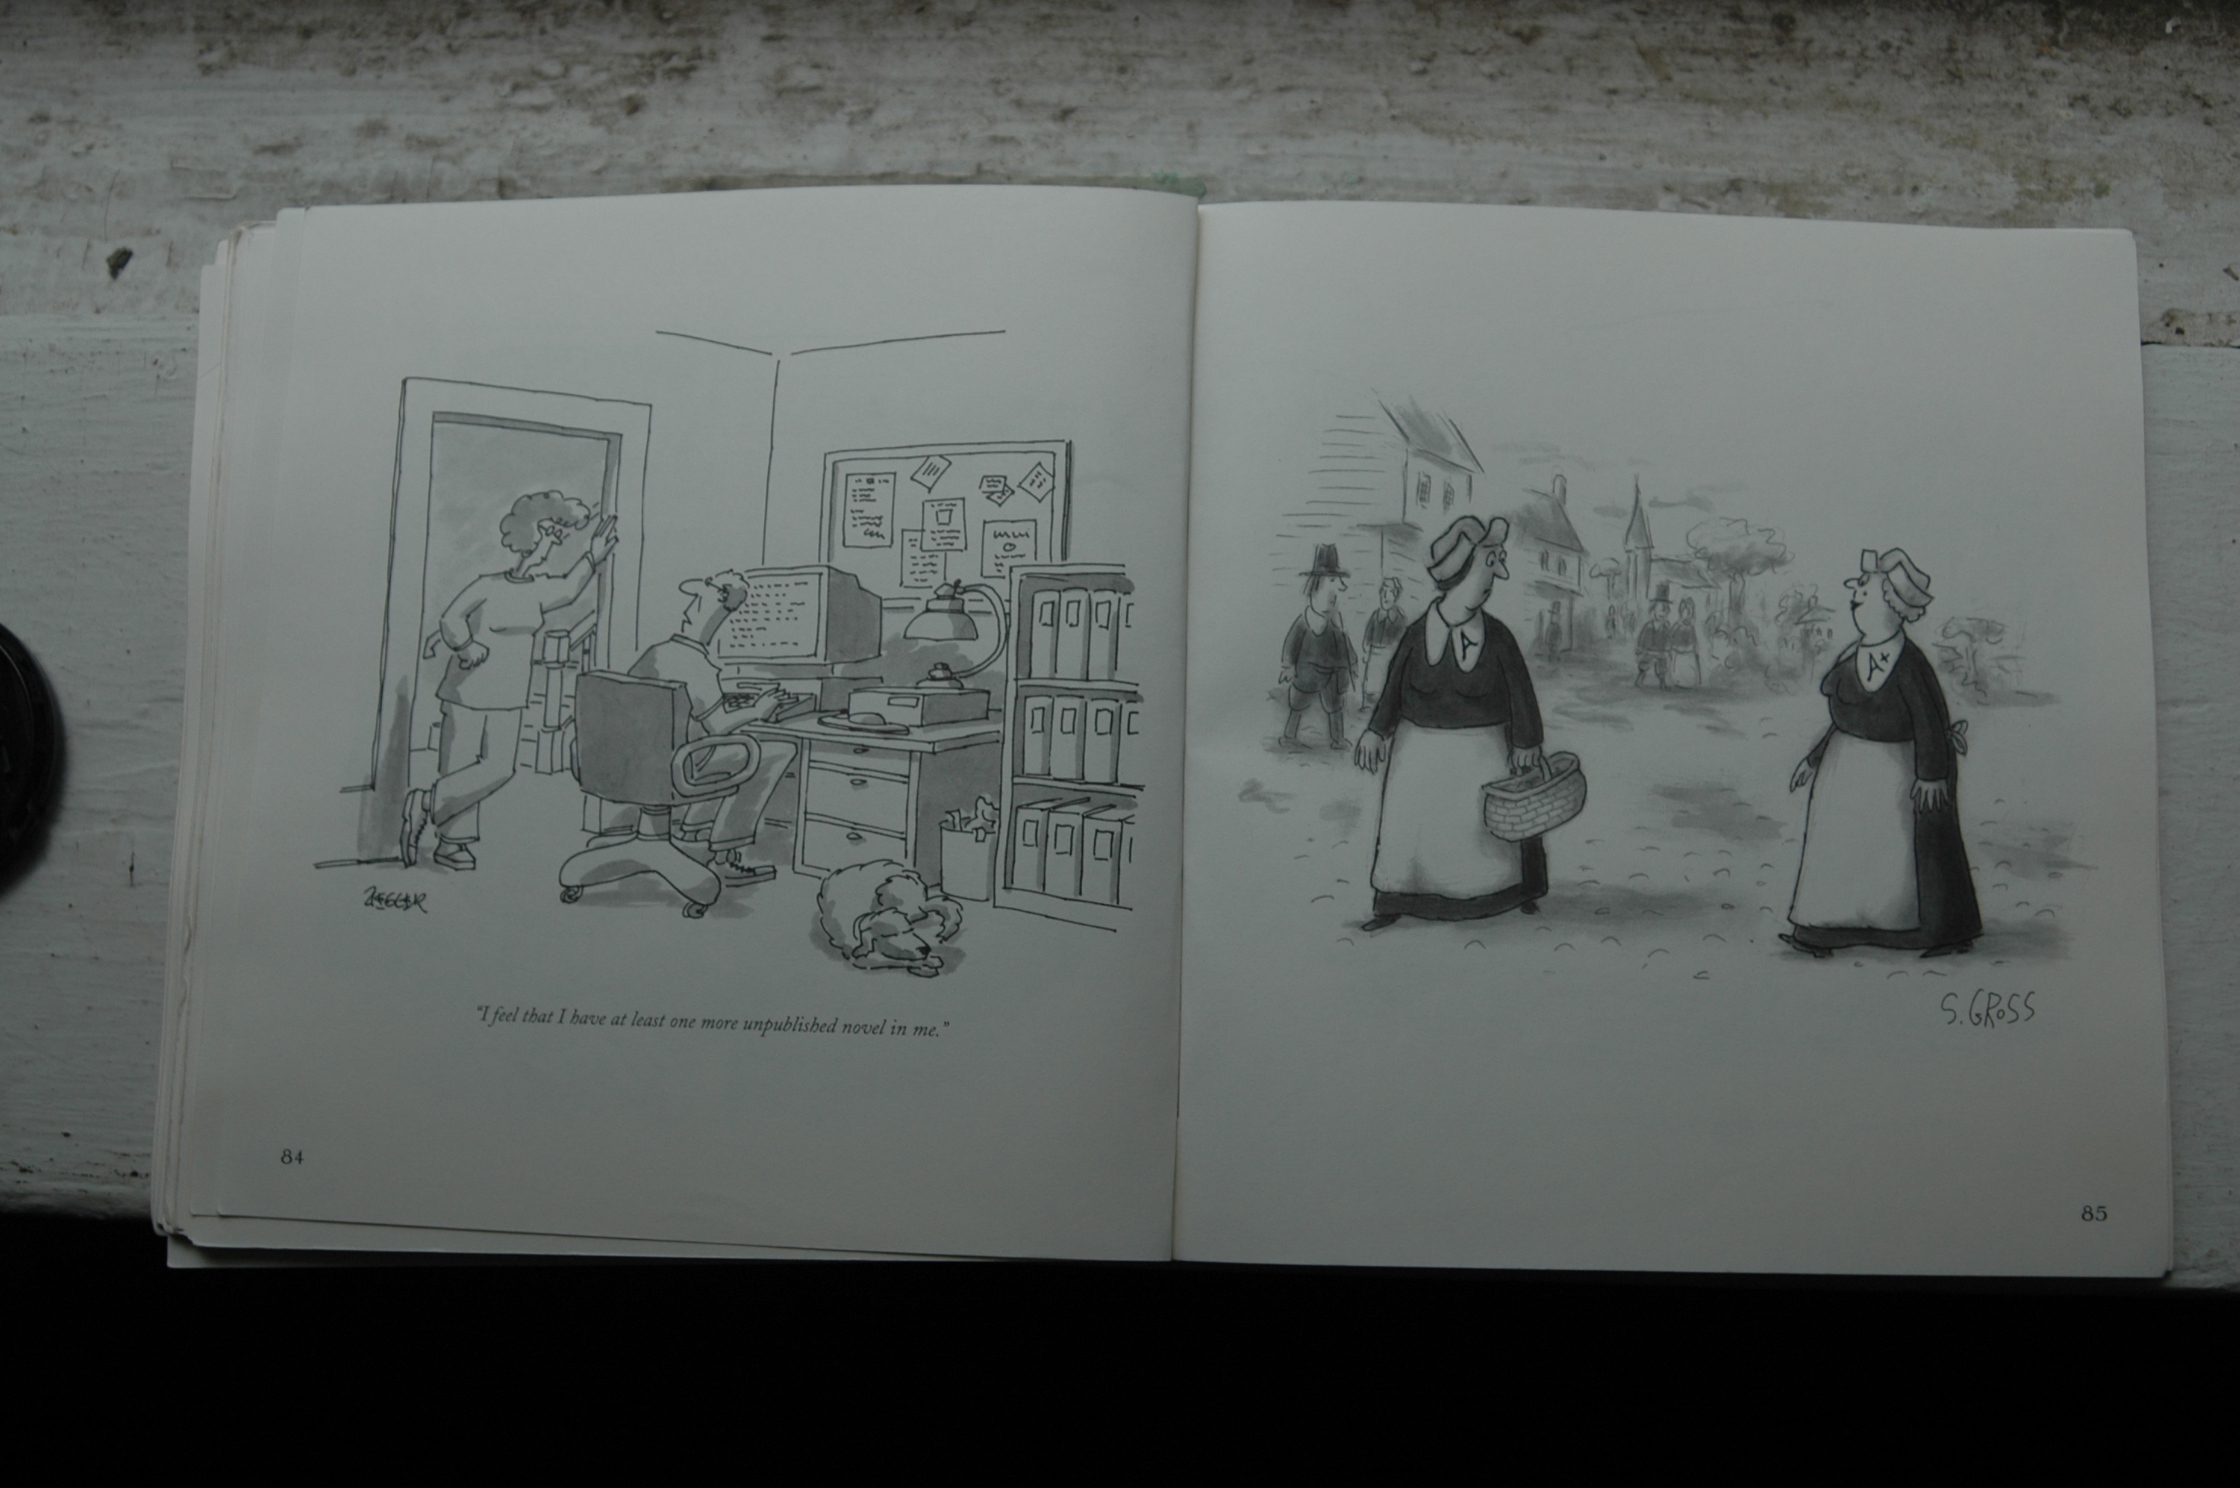 ZIEGLER
"I feel that I have at least one more unpublished novel in me."
84
A
A+
S. GROSS
85